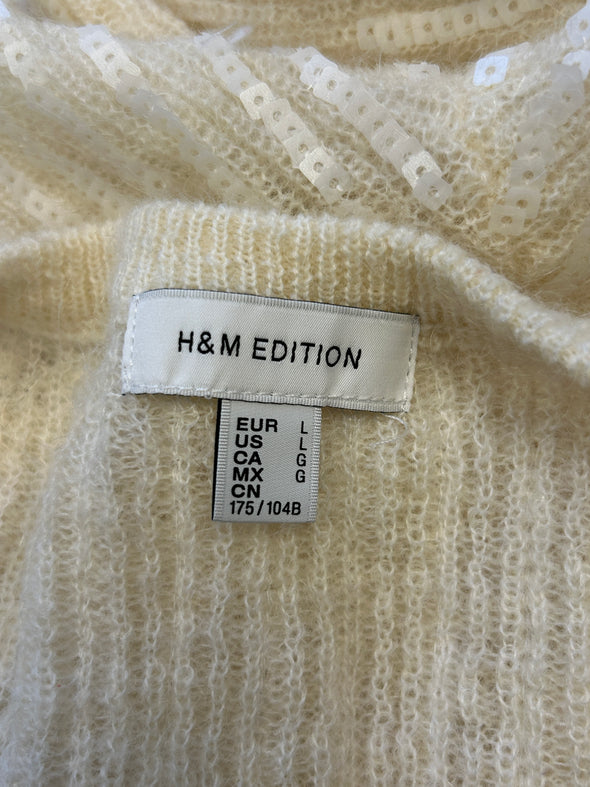 H&M EDITION
EUR L
US L
CA G
MX G
CN
175/104B